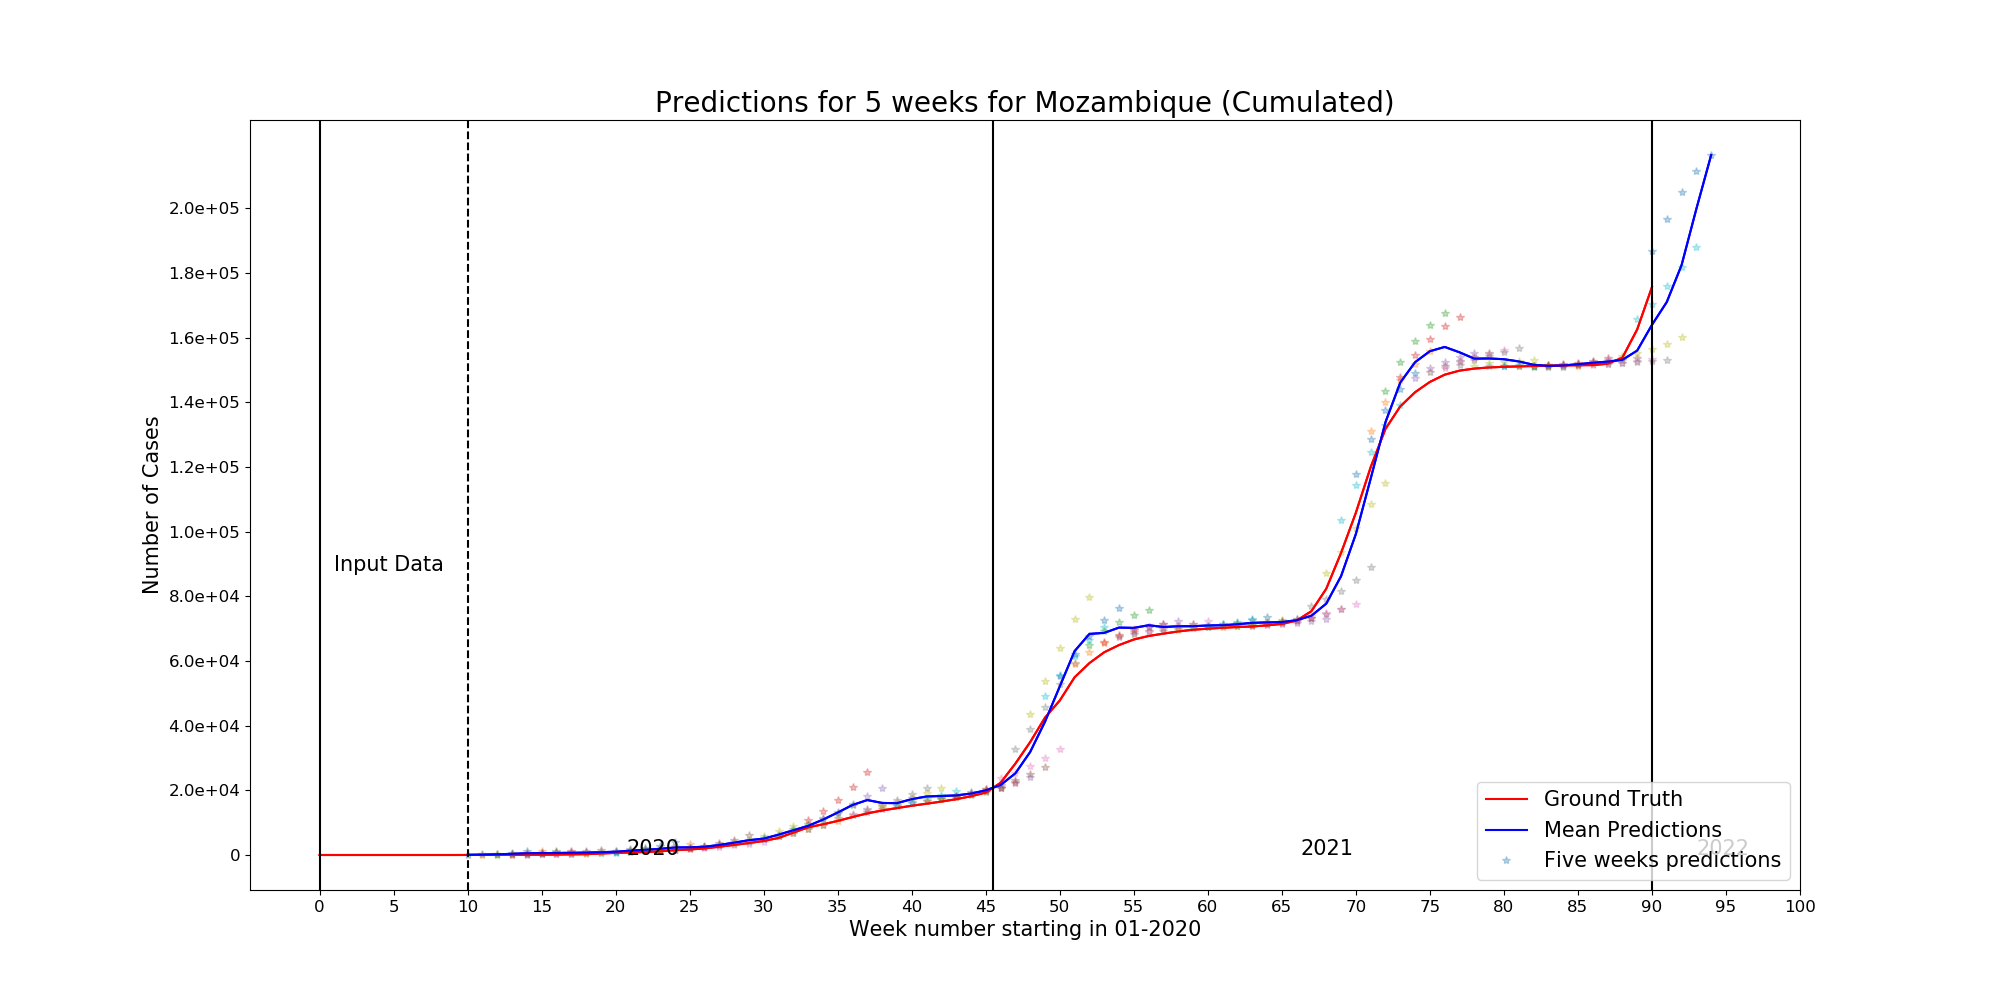 Predictions for 5 weeks for Mozambique (Cumulated)
Number of Cases
2.0e+05
1.8e+05
1.6e+05
1.4e+05
1.2e+05
1.0e+05
8.0e+04
6.0e+04
4.0e+04
2.0e+04
0
Input Data
2020
2021
2022
Ground Truth
Mean Predictions
Five weeks predictions
0 5 10 15 20 25 30 35 40 45 50 55 60 65 70 75 80 85 90 95 100
Week number starting in 01-2020